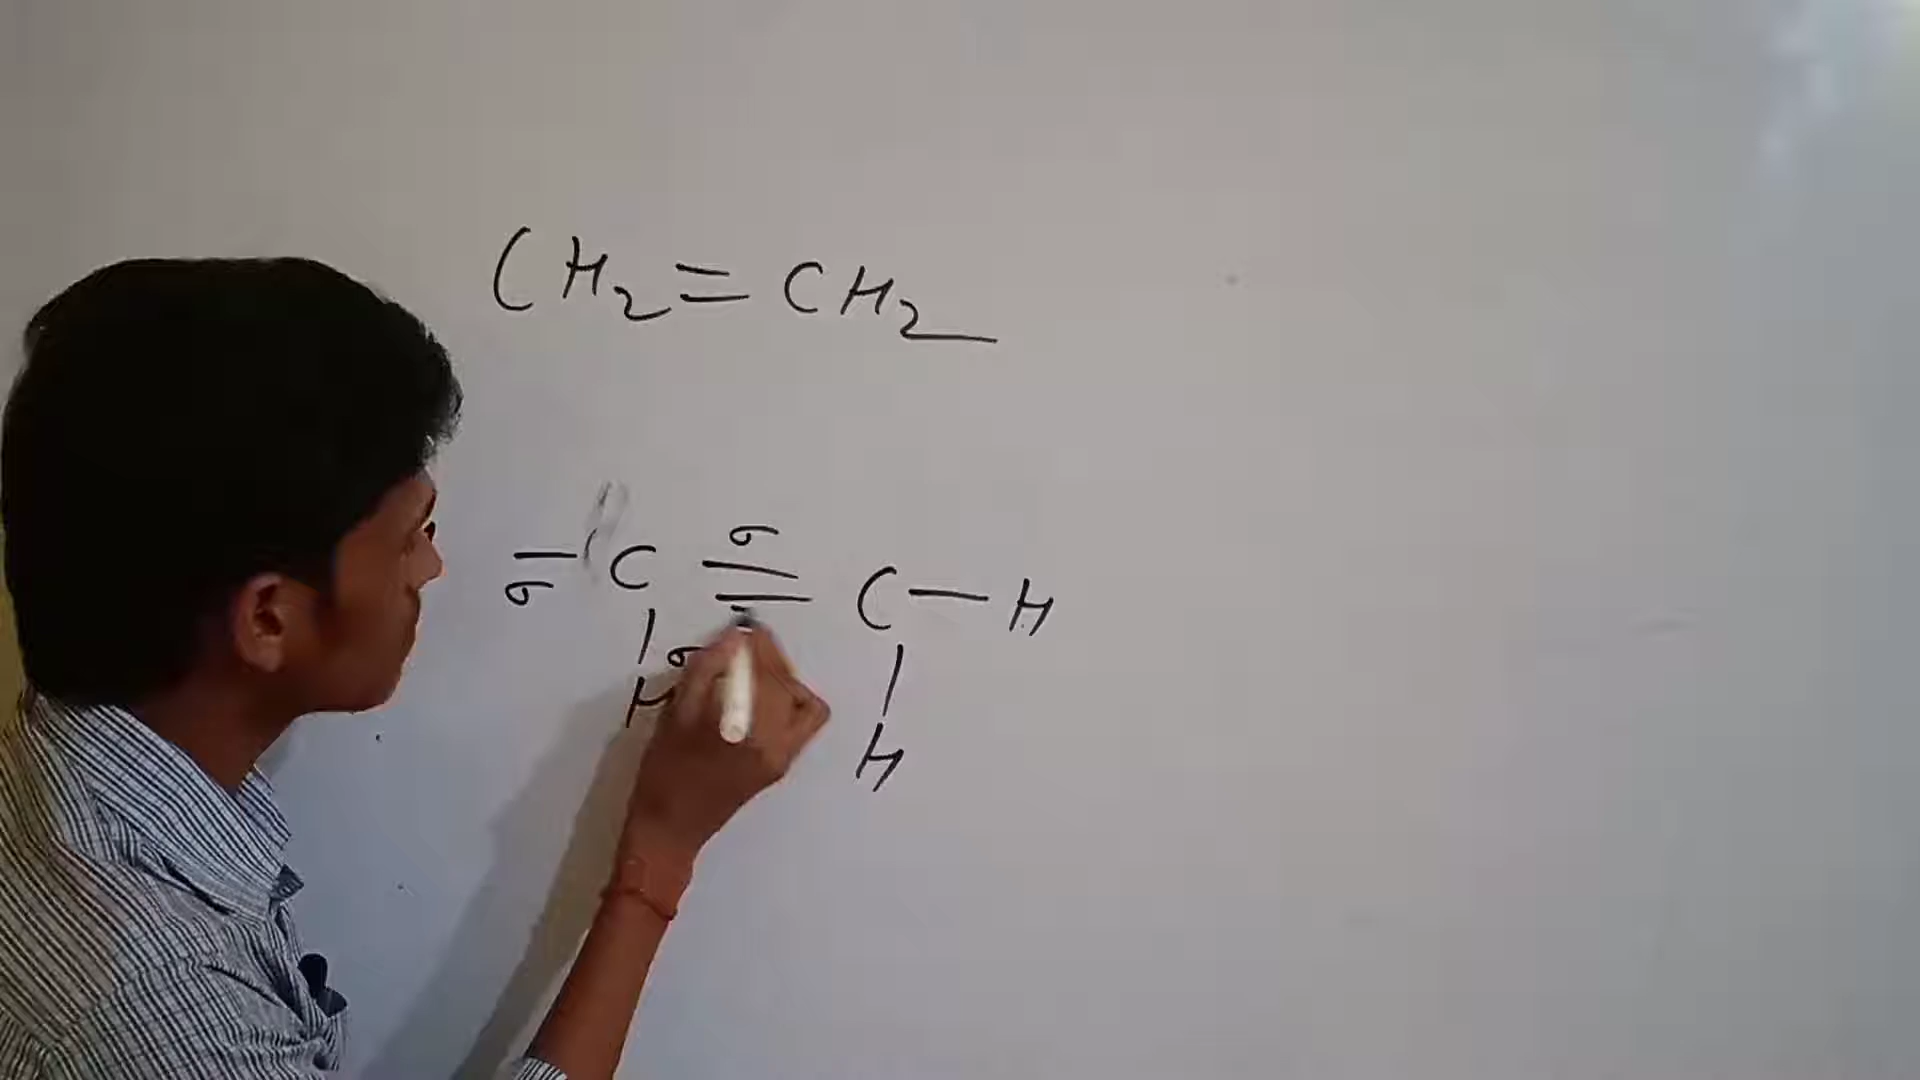 CH₂=CH₂
σ
— C = C — H
σ
| σ |
H H